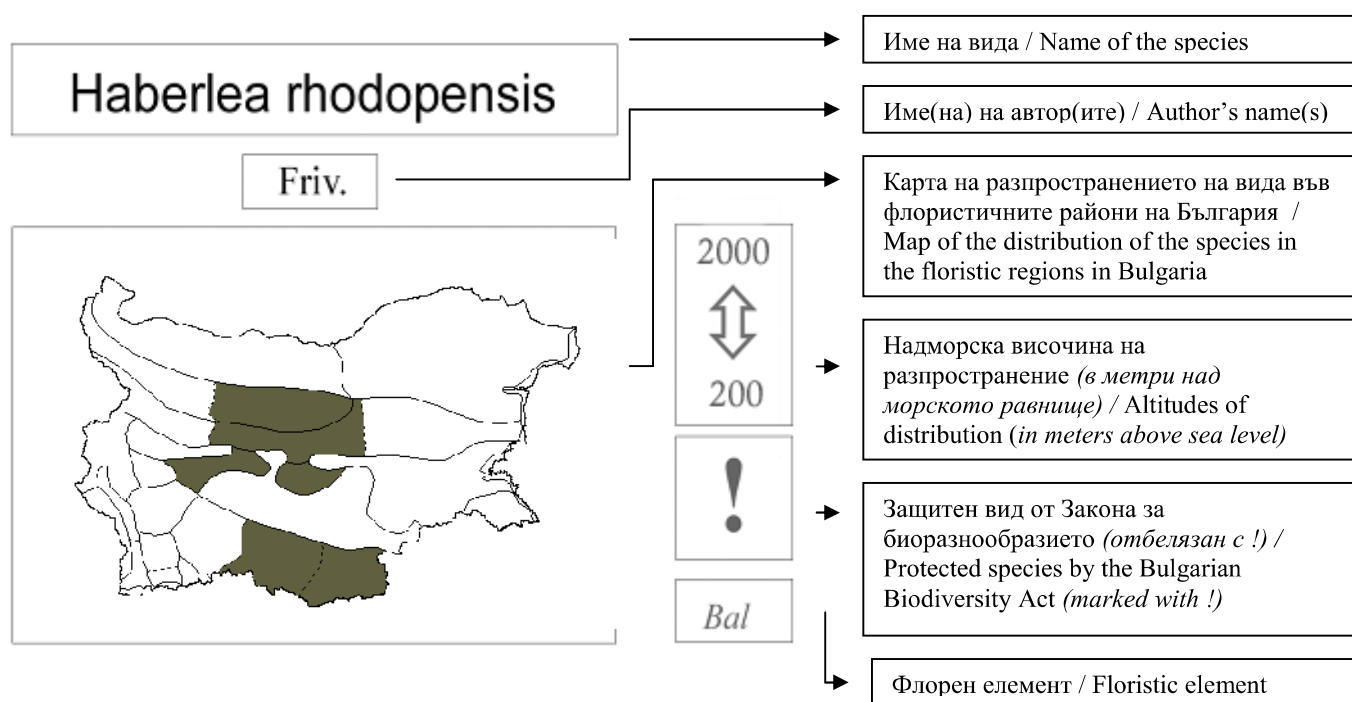 Haberlea rhodopensis
Friv.
2000
200
!
Bal
Име на вида / Name of the species
Име(на) на автор(ите) / Author’s name(s)
Карта на разпространението на вида във
флористичните райони на България /
Map of the distribution of the species in
the floristic regions in Bulgaria
Надморска височина на
разпространение (в метри над
морското равнище) / Altitudes of
distribution (in meters above sea level)
Защитен вид от Закона за
биоразнообразието (отбелязан с !) /
Protected species by the Bulgarian
Biodiversity Act (marked with !)
Флорен елемент / Floristic element